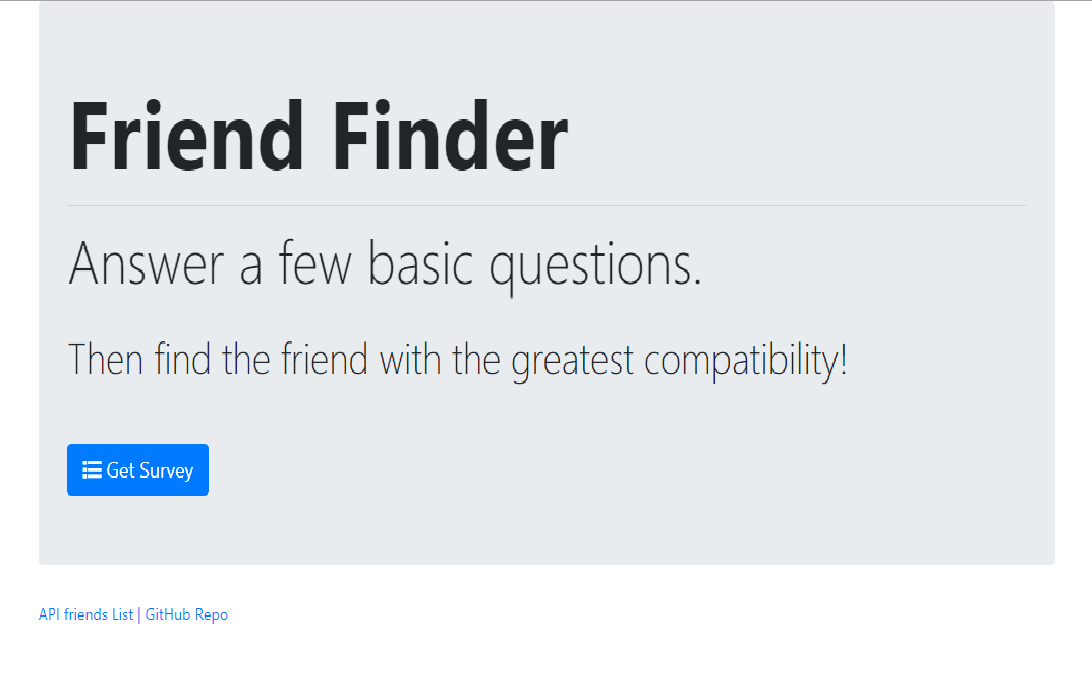 Friend Finder
Answer a few basic questions.
Then find the friend with the greatest compatibility!
Get Survey
API friends List | GitHub Repo